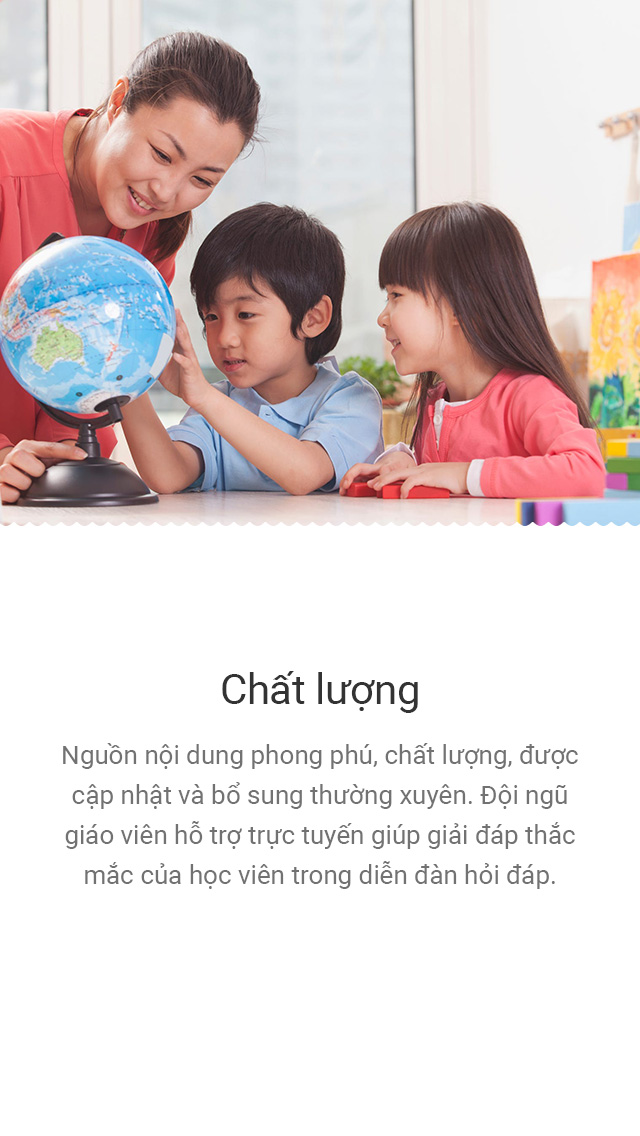 Chất lượng
Nguồn nội dung phong phú, chất lượng, được
cập nhật và bổ sung thường xuyên. Đội ngũ
giáo viên hỗ trợ trực tuyến giúp giải đáp thắc
mắc của học viên trong diễn đàn hỏi đáp.